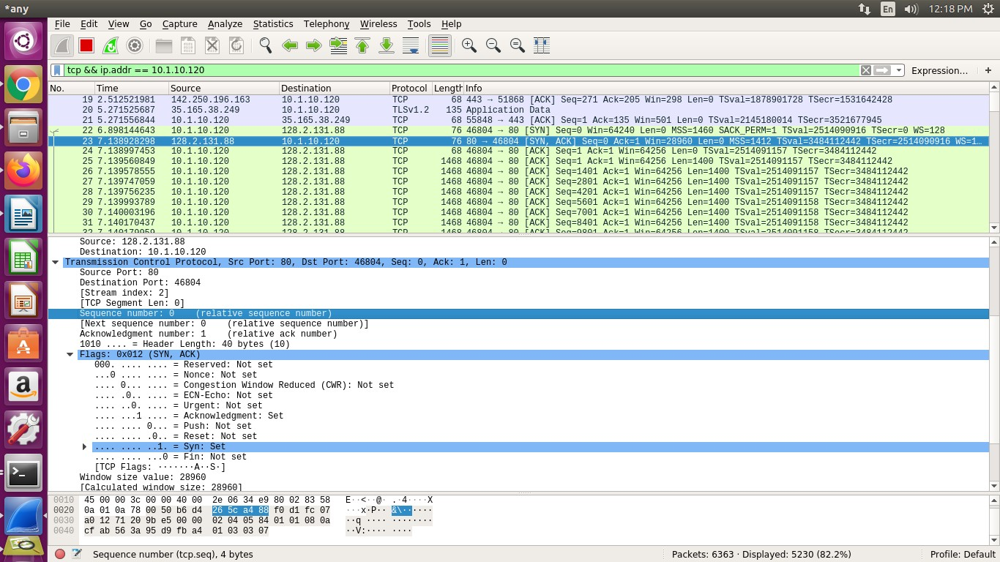 *any
En
12:18 PM
File Edit View Go Capture Analyze Statistics Telephony Wireless Tools Help
tcp && ip.addr == 10.1.10.120
Expression… +
No. Time Source Destination Protocol Length Info
19 2.512521981 142.250.196.163 10.1.10.120 TCP 68 443 → 51868 [ACK] Seq=271 Ack=205 Win=298 Len=0 TSval=1878901728 TSecr=1531642428
20 5.271525687 35.165.38.249 10.1.10.120 TLSv1.2 135 Application Data
21 5.271556844 10.1.10.120 35.165.38.249 TCP 68 55848 → 443 [ACK] Seq=1 Ack=135 Win=501 Len=0 TSval=2145180014 TSecr=3521677945
22 6.898144643 10.1.10.120 128.2.131.88 TCP 76 46804 → 80 [SYN] Seq=0 Win=64240 Len=0 MSS=1460 SACK_PERM=1 TSval=2514090916 TSecr=0 WS=128
23 7.138928298 128.2.131.88 10.1.10.120 TCP 76 80 → 46804 [SYN, ACK] Seq=0 Ack=1 Win=28960 Len=0 MSS=1412 TSval=3484112442 TSecr=2514090916 WS=1…
24 7.138997453 10.1.10.120 128.2.131.88 TCP 68 46804 → 80 [ACK] Seq=1 Ack=1 Win=64256 Len=0 TSval=2514091157 TSecr=3484112442
25 7.139560849 10.1.10.120 128.2.131.88 TCP 1468 46804 → 80 [ACK] Seq=1 Ack=1 Win=64256 Len=1400 TSval=2514091157 TSecr=3484112442
26 7.139578555 10.1.10.120 128.2.131.88 TCP 1468 46804 → 80 [ACK] Seq=1401 Ack=1 Win=64256 Len=1400 TSval=2514091157 TSecr=3484112442
27 7.139747059 10.1.10.120 128.2.131.88 TCP 1468 46804 → 80 [ACK] Seq=2801 Ack=1 Win=64256 Len=1400 TSval=2514091157 TSecr=3484112442
28 7.139756235 10.1.10.120 128.2.131.88 TCP 1468 46804 → 80 [ACK] Seq=4201 Ack=1 Win=64256 Len=1400 TSval=2514091157 TSecr=3484112442
29 7.139993789 10.1.10.120 128.2.131.88 TCP 1468 46804 → 80 [ACK] Seq=5601 Ack=1 Win=64256 Len=1400 TSval=2514091158 TSecr=3484112442
30 7.140003196 10.1.10.120 128.2.131.88 TCP 1468 46804 → 80 [ACK] Seq=7001 Ack=1 Win=64256 Len=1400 TSval=2514091158 TSecr=3484112442
31 7.140170437 10.1.10.120 128.2.131.88 TCP 1468 46804 → 80 [ACK] Seq=8401 Ack=1 Win=64256 Len=1400 TSval=2514091158 TSecr=3484112442
32 7.140179959 10.1.10.120 128.2.131.88 TCP 1468 46804 → 80 [ACK] Seq=9801 Ack=1 Win=64256 Len=1400 TSval=2514091158 TSecr=3484112442
Source: 128.2.131.88
Destination: 10.1.10.120
Transmission Control Protocol, Src Port: 80, Dst Port: 46804, Seq: 0, Ack: 1, Len: 0
Source Port: 80
Destination Port: 46804
[Stream index: 2]
[TCP Segment Len: 0]
Sequence number: 0 (relative sequence number)
[Next sequence number: 0 (relative sequence number)]
Acknowledgment number: 1 (relative ack number)
1010 .... = Header Length: 40 bytes (10)
Flags: 0x012 (SYN, ACK)
000. .... .... = Reserved: Not set
...0 .... .... = Nonce: Not set
.... 0... .... = Congestion Window Reduced (CWR): Not set
.... .0.. .... = ECN-Echo: Not set
.... ..0. .... = Urgent: Not set
.... ...1 .... = Acknowledgment: Set
.... .... 0... = Push: Not set
.... .... .0.. = Reset: Not set
.... .... ..1. = Syn: Set
.... .... ...0 = Fin: Not set
[TCP Flags: ·······A··S·]
Window size value: 28960
[Calculated window size: 28960]
0010 45 00 00 3c 00 00 40 00 2e 06 34 e9 80 02 83 58 E··<··@· .·4····X
0020 0a 01 0a 78 00 50 b6 d4 26 5c a4 88 f0 d1 fc 07 ···x·P·· &\······
0030 a0 12 71 20 9b e5 00 00 02 04 05 84 01 01 08 0a ··q ···· ········
0040 cf ab 56 3a 95 d9 fb a4 01 03 03 07 ··V:···· ····
Sequence number (tcp.seq), 4 bytes
Packets: 6363 · Displayed: 5230 (82.2%)
Profile: Default